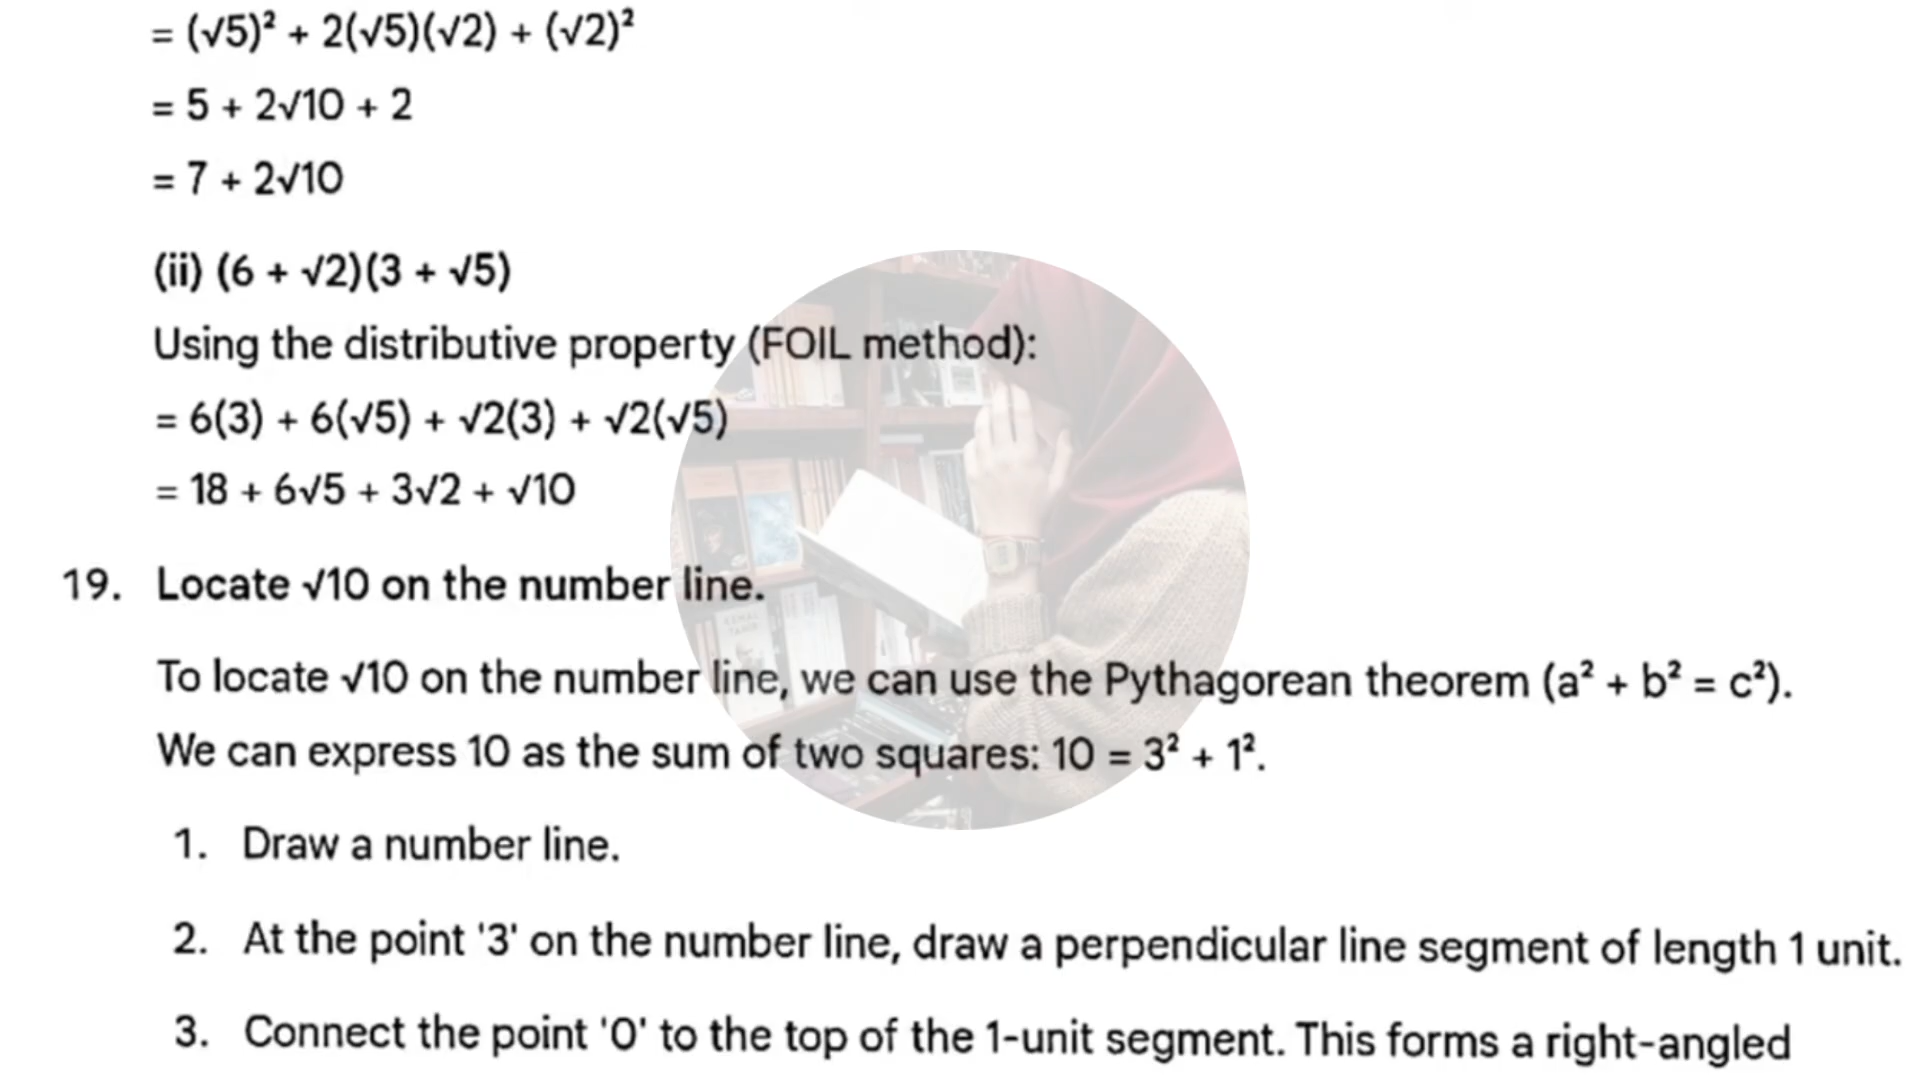 = (√5)² + 2(√5)(√2) + (√2)²
= 5 + 2√10 + 2
= 7 + 2√10
(ii) (6 + √2)(3 + √5)
Using the distributive property (FOIL method):
= 6(3) + 6(√5) + √2(3) + √2(√5)
= 18 + 6√5 + 3√2 + √10
19. Locate √10 on the number line.
To locate √10 on the number line, we can use the Pythagorean theorem (a² + b² = c²).
We can express 10 as the sum of two squares: 10 = 3² + 1².
1. Draw a number line.
2. At the point '3' on the number line, draw a perpendicular line segment of length 1 unit.
3. Connect the point '0' to the top of the 1-unit segment. This forms a right-angled
KEMAL
TAHIR